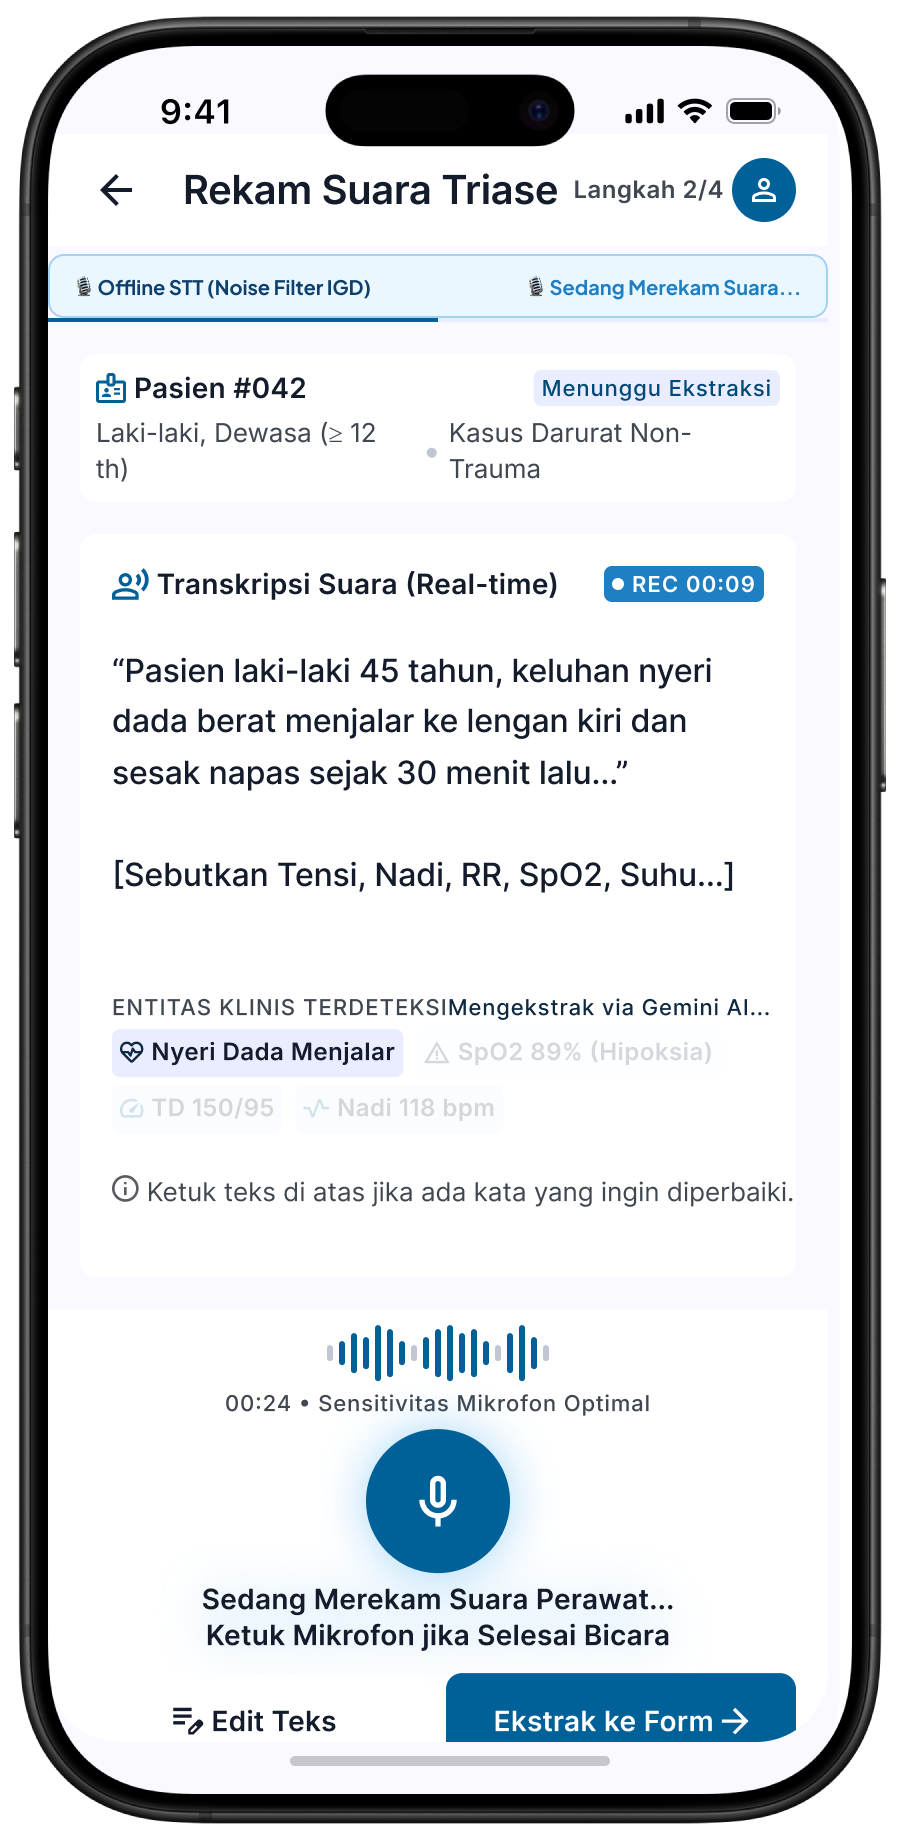 9:41
Rekam Suara Triase Langkah 2/4
Offline STT (Noise Filter IGD) Sedang Merekam Suara...
Pasien #042 Menunggu Ekstraksi
Laki-laki, Dewasa (≥ 12 th) • Kasus Darurat Non-Trauma
Transkripsi Suara (Real-time) REC 00:09
“Pasien laki-laki 45 tahun, keluhan nyeri
dada berat menjalar ke lengan kiri dan
sesak napas sejak 30 menit lalu...”
[Sebutkan Tensi, Nadi, RR, SpO2, Suhu...]
ENTITAS KLINIS TERDETEKSI Mengekstrak via Gemini AI...
Nyeri Dada Menjalar SpO2 89% (Hipoksia)
TD 150/95 Nadi 118 bpm
Ketuk teks di atas jika ada kata yang ingin diperbaiki.
00:24 • Sensitivitas Mikrofon Optimal
Sedang Merekam Suara Perawat...
Ketuk Mikrofon jika Selesai Bicara
Edit Teks Ekstrak ke Form →